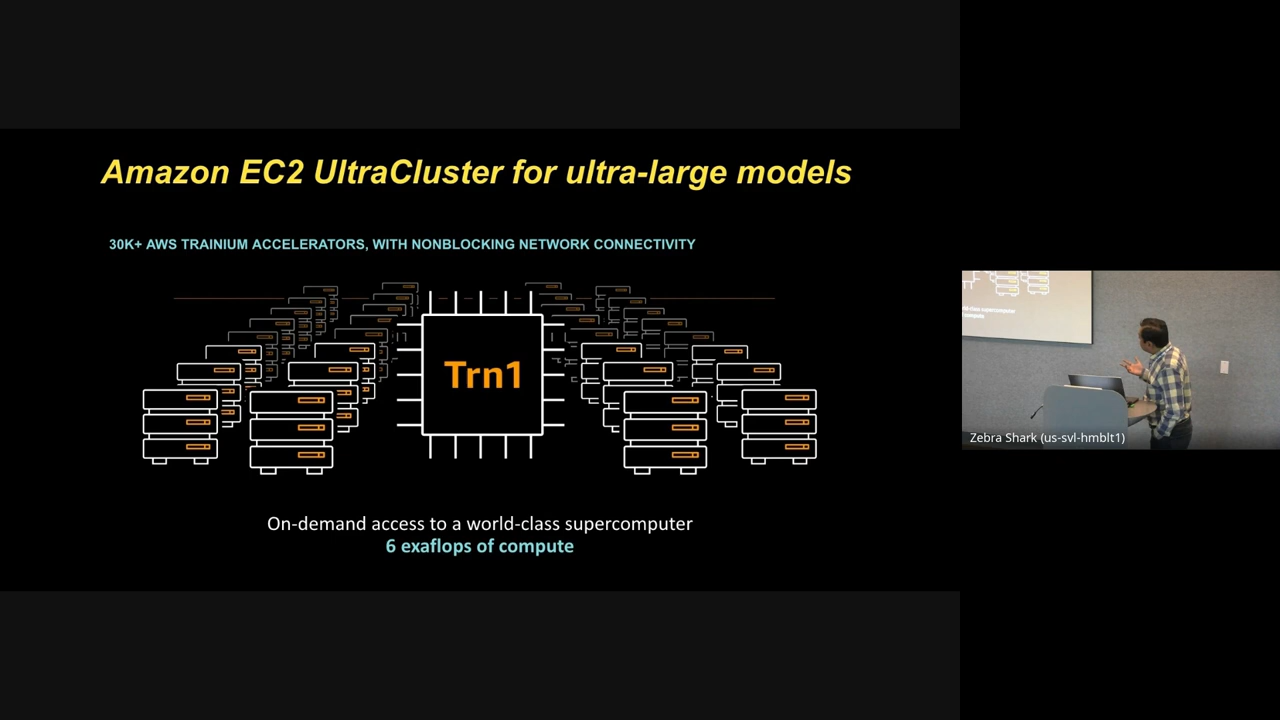 Amazon EC2 UltraCluster for ultra-large models
30K+ AWS TRAINIUM ACCELERATORS, WITH NONBLOCKING NETWORK CONNECTIVITY
Trn1
On-demand access to a world-class supercomputer
6 exaflops of compute
Zebra Shark (us-svl-hmblt1)